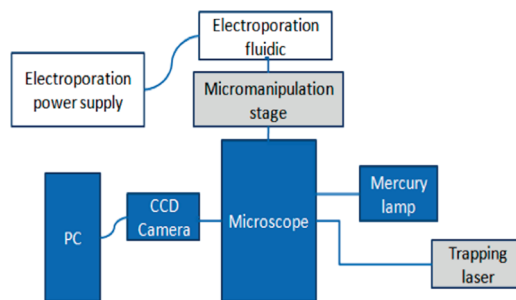 Electroporation
fluidic
Electroporation
power supply
Micromanipulation
stage
PC
CCD
Camera
Microscope
Mercury
lamp
Trapping
laser